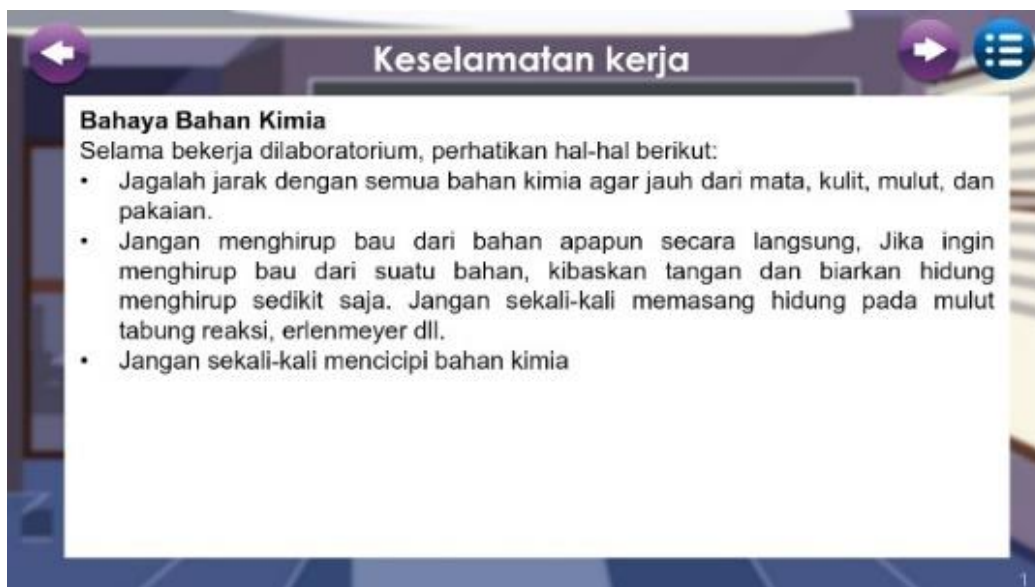 Keselamatan kerja
Bahaya Bahan Kimia
Selama bekerja dilaboratorium, perhatikan hal-hal berikut:
• Jagalah jarak dengan semua bahan kimia agar jauh dari mata, kulit, mulut, dan
pakaian.
• Jangan menghirup bau dari bahan apapun secara langsung, Jika ingin
menghirup bau dari suatu bahan, kibaskan tangan dan biarkan hidung
menghirup sedikit saja. Jangan sekali-kali memasang hidung pada mulut
tabung reaksi, erlenmeyer dll.
• Jangan sekali-kali mencicipi bahan kimia
1